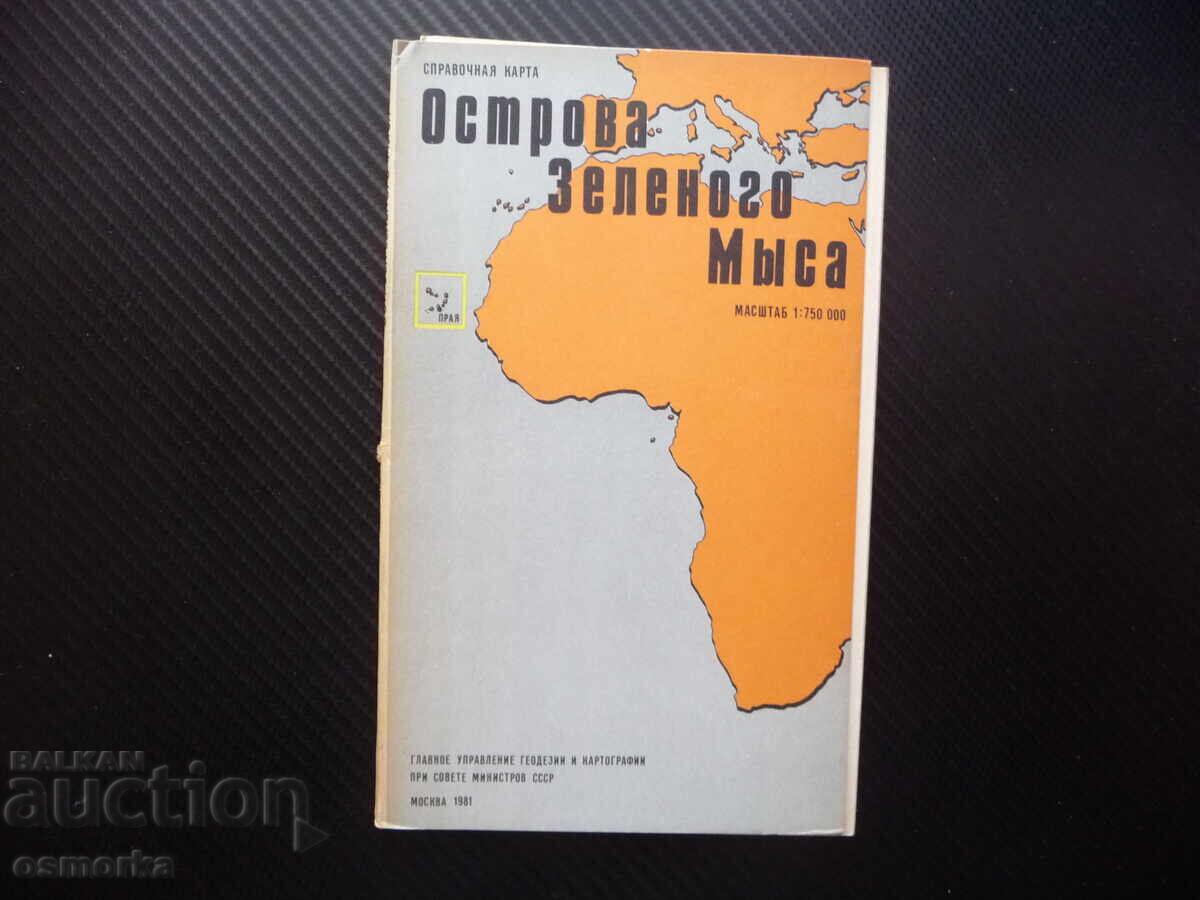 СПРАВОЧНАЯ КАРТА
Острова
Зеленого
Мыса
МАСШТАБ 1:750 000
ПРАЯ
ГЛАВНОЕ УПРАВЛЕНИЕ ГЕОДЕЗИИ И КАРТОГРАФИИ
ПРИ СОВЕТЕ МИНИСТРОВ СССР
МОСКВА 1981
BALKAN
auction
osmorka